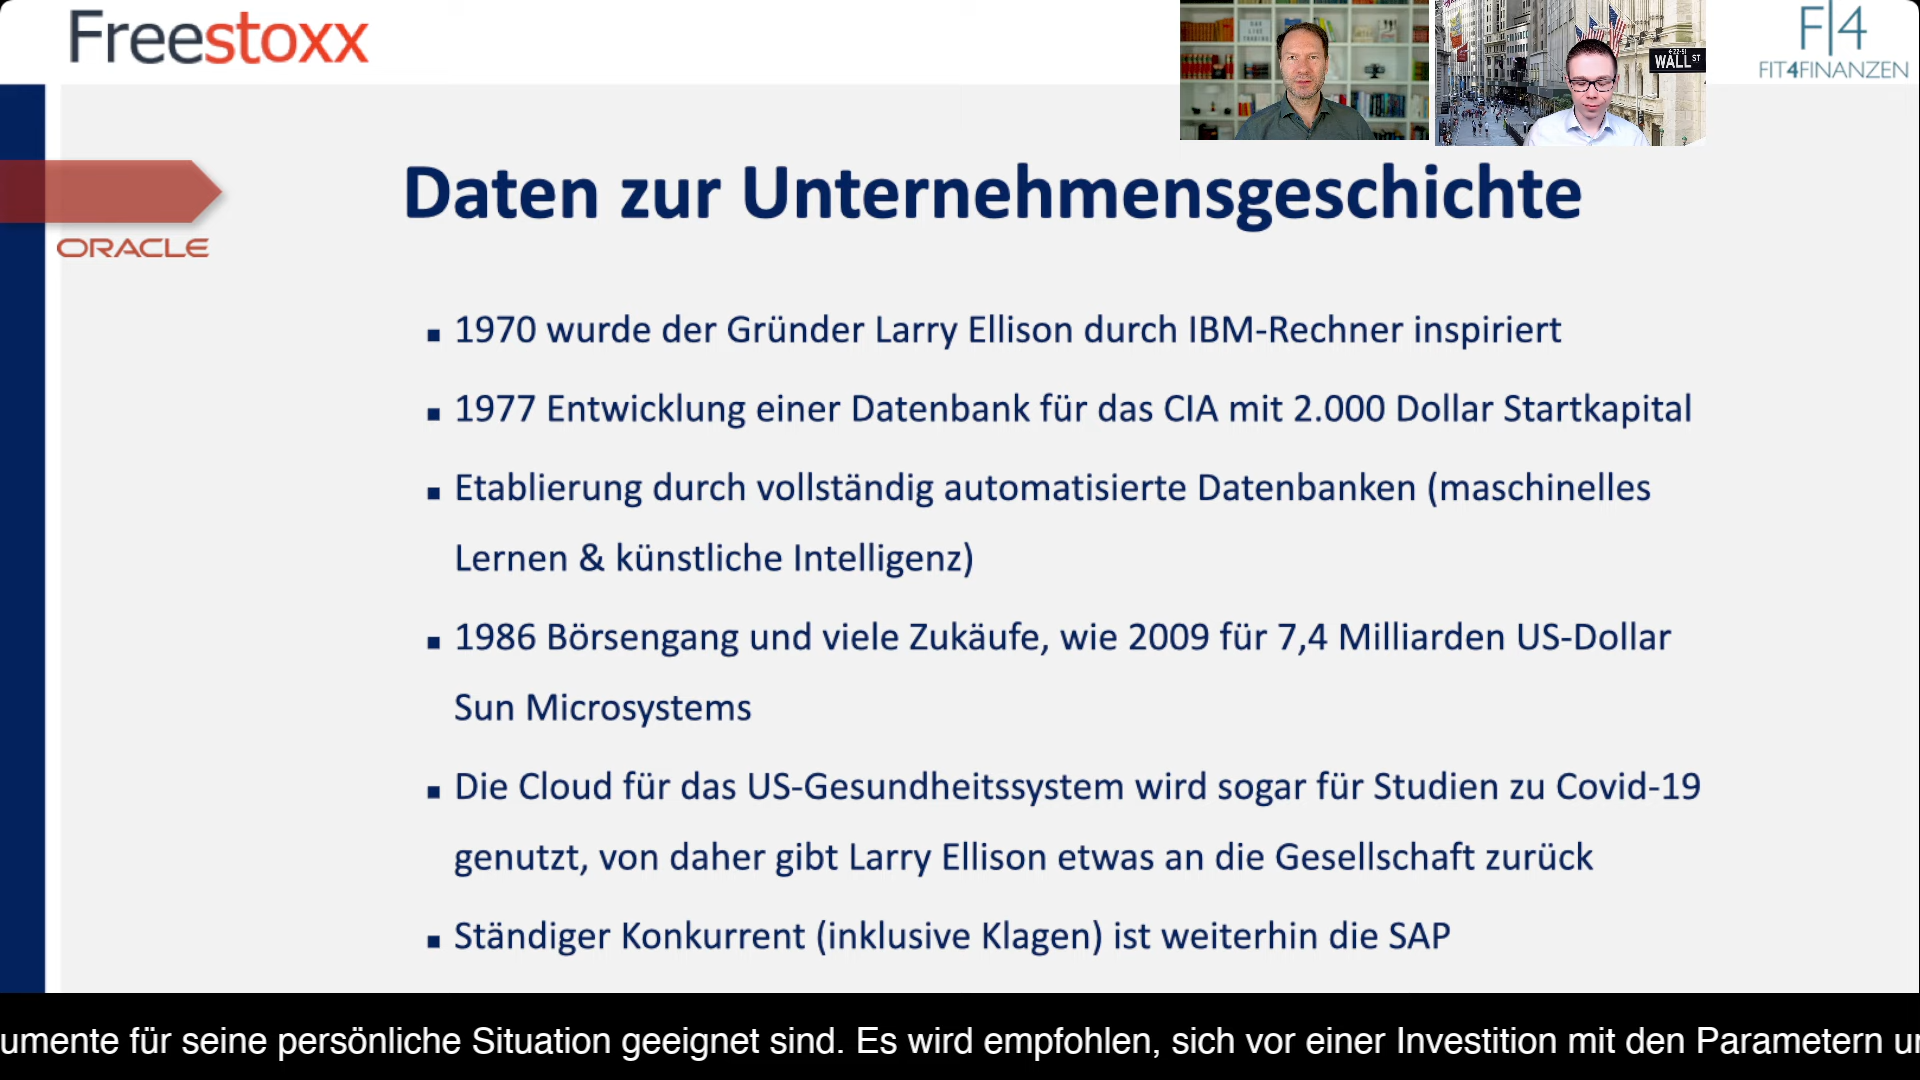 Freestoxx
WALL ST
F|4
FIT4FINANZEN
ORACLE
Daten zur Unternehmensgeschichte
▪ 1970 wurde der Gründer Larry Ellison durch IBM-Rechner inspiriert
▪ 1977 Entwicklung einer Datenbank für das CIA mit 2.000 Dollar Startkapital
▪ Etablierung durch vollständig automatisierte Datenbanken (maschinelles
Lernen & künstliche Intelligenz)
▪ 1986 Börsengang und viele Zukäufe, wie 2009 für 7,4 Milliarden US-Dollar
Sun Microsystems
▪ Die Cloud für das US-Gesundheitssystem wird sogar für Studien zu Covid-19
genutzt, von daher gibt Larry Ellison etwas an die Gesellschaft zurück
▪ Ständiger Konkurrent (inklusive Klagen) ist weiterhin die SAP
umente für seine persönliche Situation geeignet sind. Es wird empfohlen, sich vor einer Investition mit den Parametern